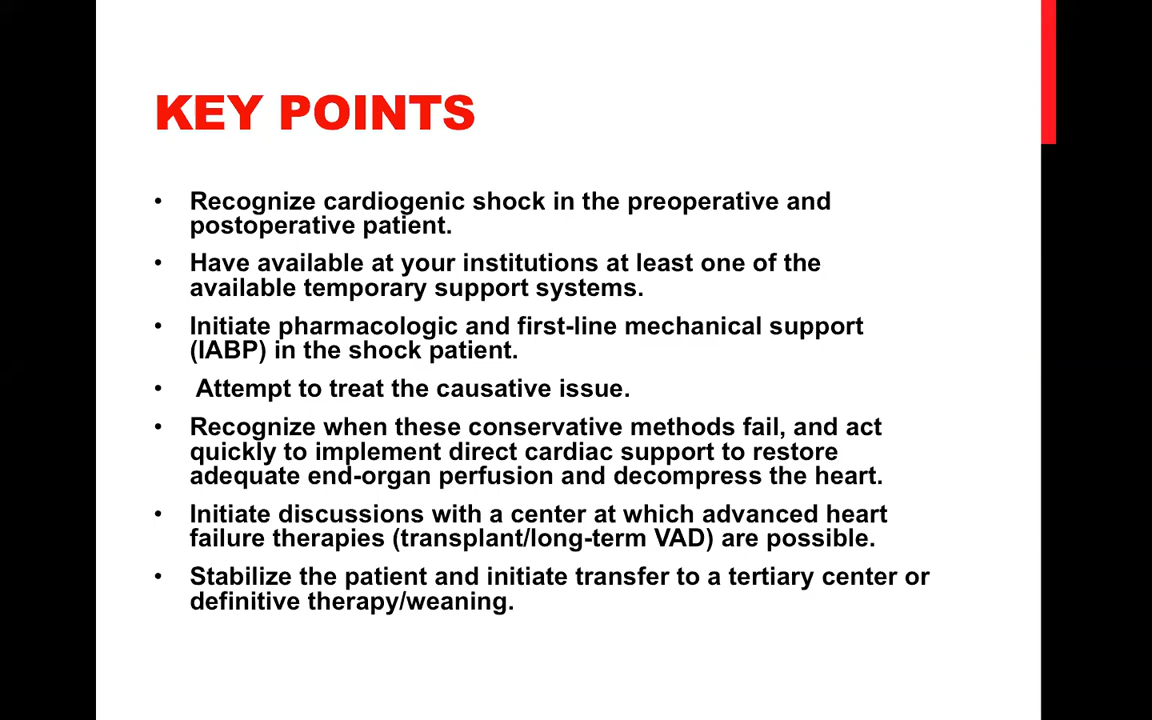 KEY POINTS
• Recognize cardiogenic shock in the preoperative and
postoperative patient.
• Have available at your institutions at least one of the
available temporary support systems.
• Initiate pharmacologic and first-line mechanical support
(IABP) in the shock patient.
• Attempt to treat the causative issue.
• Recognize when these conservative methods fail, and act
quickly to implement direct cardiac support to restore
adequate end-organ perfusion and decompress the heart.
• Initiate discussions with a center at which advanced heart
failure therapies (transplant/long-term VAD) are possible.
• Stabilize the patient and initiate transfer to a tertiary center or
definitive therapy/weaning.